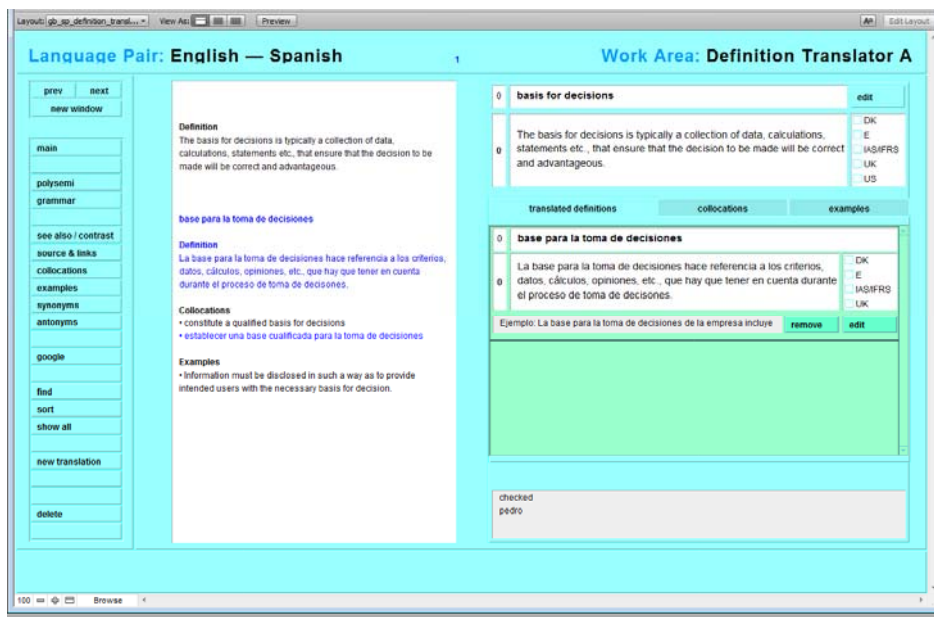 Layout: gb_sp_definition_transl... View As: Preview Aa Edit Layout
Language Pair: English — Spanish 1 Work Area: Definition Translator A
prev next
new window
main
polysemi
grammar
see also / contrast
source & links
collocations
examples
synonyms
antonyms
google
find
sort
show all
new translation
delete
Definition
The basis for decisions is typically a collection of data,
calculations, statements etc., that ensure that the decision to be
made will be correct and advantageous.
base para la toma de decisiones
Definition
La base para la toma de decisiones hace referencia a los criterios,
datos, cálculos, opiniones, etc., que hay que tener en cuenta
durante el proceso de toma de decisones.
Collocations
• constitute a qualified basis for decisions
• establecer una base cualificada para la toma de decisiones
Examples
• Information must be disclosed in such a way as to provide
intended users with the necessary basis for decision.
0 basis for decisions edit
0 The basis for decisions is typically a collection of data, calculations,
statements etc., that ensure that the decision to be made will be correct
and advantageous.
DK
E
IAS/IFRS
UK
US
translated definitions collocations examples
0 base para la toma de decisiones
0 La base para la toma de decisiones hace referencia a los criterios,
datos, cálculos, opiniones, etc., que hay que tener en cuenta durante
el proceso de toma de decisones.
DK
E
IAS/IFRS
UK
Ejemplo: La base para la toma de decisiones de la empresa incluye remove edit
checked
pedro
100 Browse